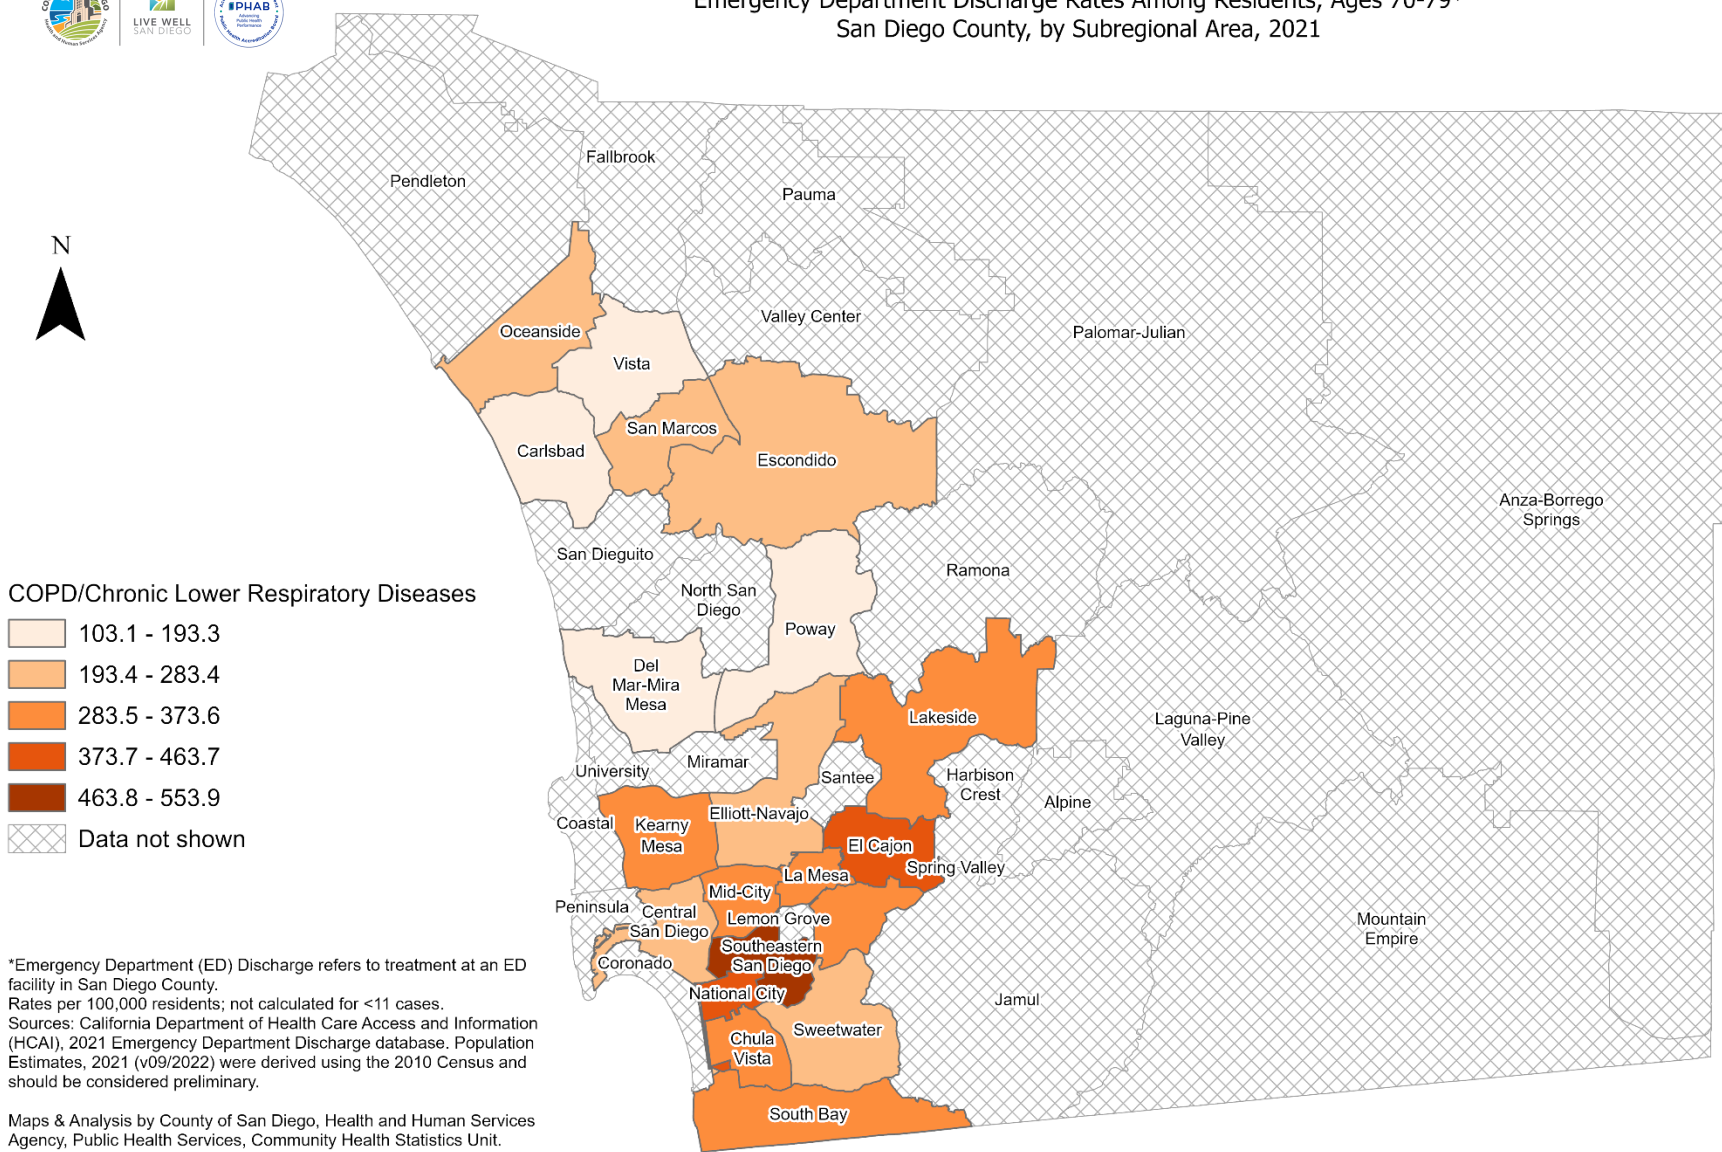 LIVE WELL
SAN DIEGO
PHAB
Advancing
Public Health
Performance
Emergency Department Discharge Rates Among Residents, Ages 70-79*
San Diego County, by Subregional Area, 2021
N
Pendleton
Fallbrook
Pauma
Valley Center
Palomar-Julian
Oceanside
Vista
San Marcos
Carlsbad
Escondido
Anza-Borrego
Springs
San Dieguito
North San
Diego
Ramona
Poway
Del
Mar-Mira
Mesa
Lakeside
Laguna-Pine
Valley
Miramar
University
Santee
Harbison
Crest
Alpine
Elliott-Navajo
Coastal
Kearny
Mesa
El Cajon
Spring Valley
La Mesa
Mid-City
Peninsula
Central
San Diego
Lemon Grove
Mountain
Empire
Southeastern
San Diego
Coronado
National City
Jamul
Sweetwater
Chula
Vista
South Bay
COPD/Chronic Lower Respiratory Diseases
103.1 - 193.3
193.4 - 283.4
283.5 - 373.6
373.7 - 463.7
463.8 - 553.9
Data not shown
*Emergency Department (ED) Discharge refers to treatment at an ED
facility in San Diego County.
Rates per 100,000 residents; not calculated for <11 cases.
Sources: California Department of Health Care Access and Information
(HCAI), 2021 Emergency Department Discharge database. Population
Estimates, 2021 (v09/2022) were derived using the 2010 Census and
should be considered preliminary.
Maps & Analysis by County of San Diego, Health and Human Services
Agency, Public Health Services, Community Health Statistics Unit.